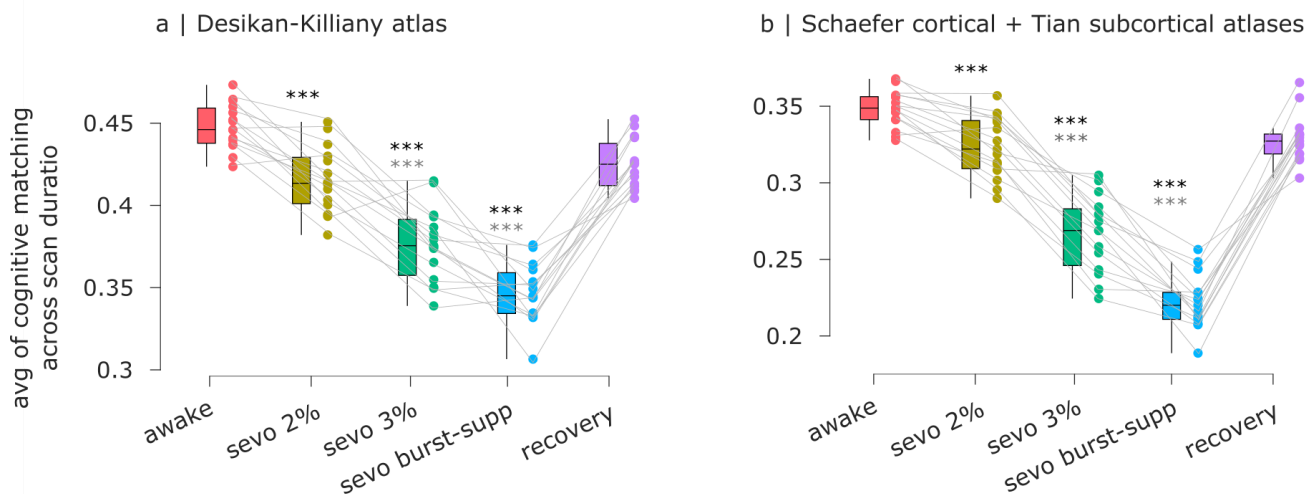 a | Desikan-Killiany atlas
b | Schaefer cortical + Tian subcortical atlases
avg of cognitive matching
across scan duratio
0.45
0.4
0.35
0.3
***
***
***
***
***
awake
sevo 2%
sevo 3%
sevo burst-supp
recovery
0.35
0.3
0.25
0.2
***
***
***
***
***
awake
sevo 2%
sevo 3%
sevo burst-supp
recovery